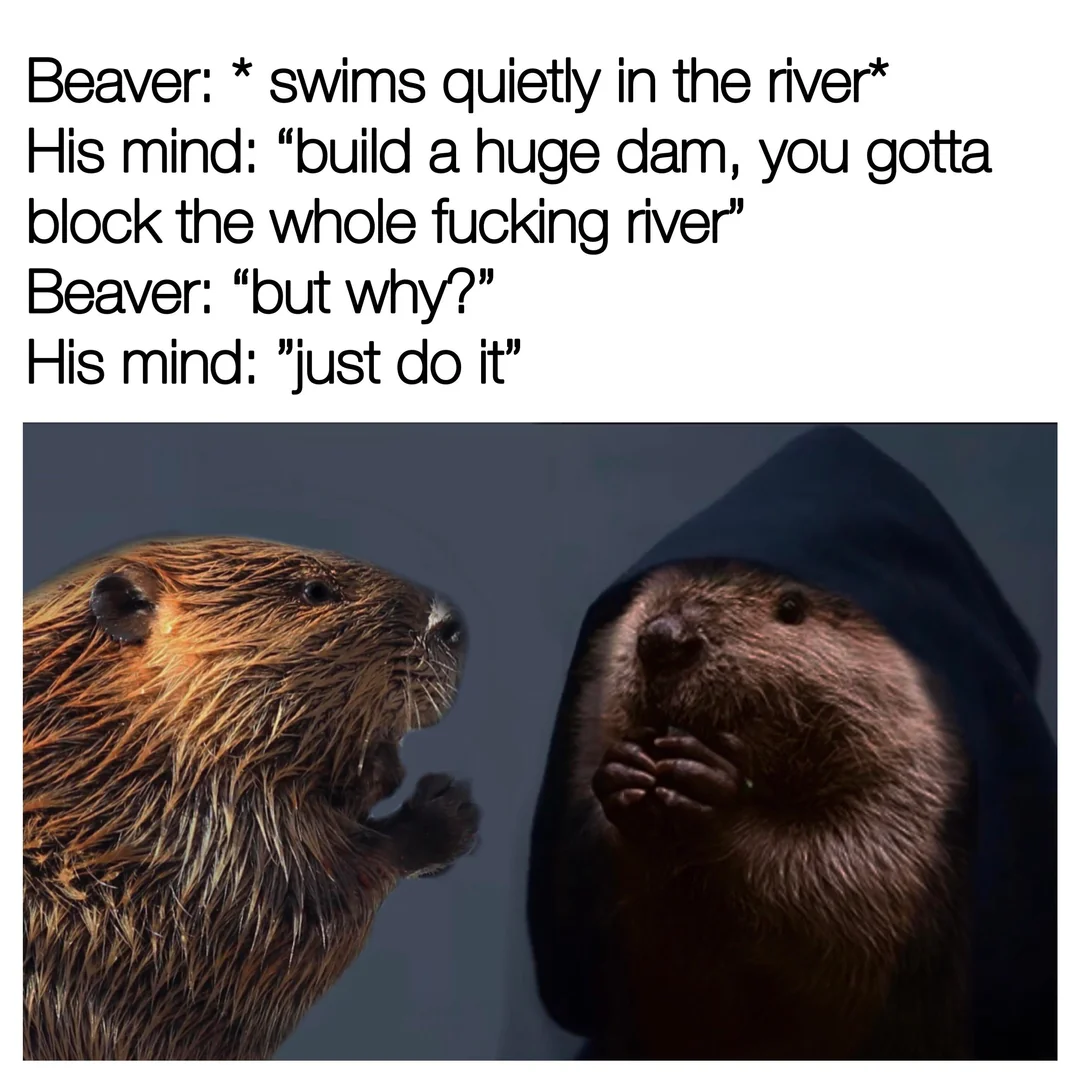 Beaver: * swims quietly in the river*
His mind: “build a huge dam, you gotta
block the whole fucking river”
Beaver: “but why?”
His mind: ”just do it”